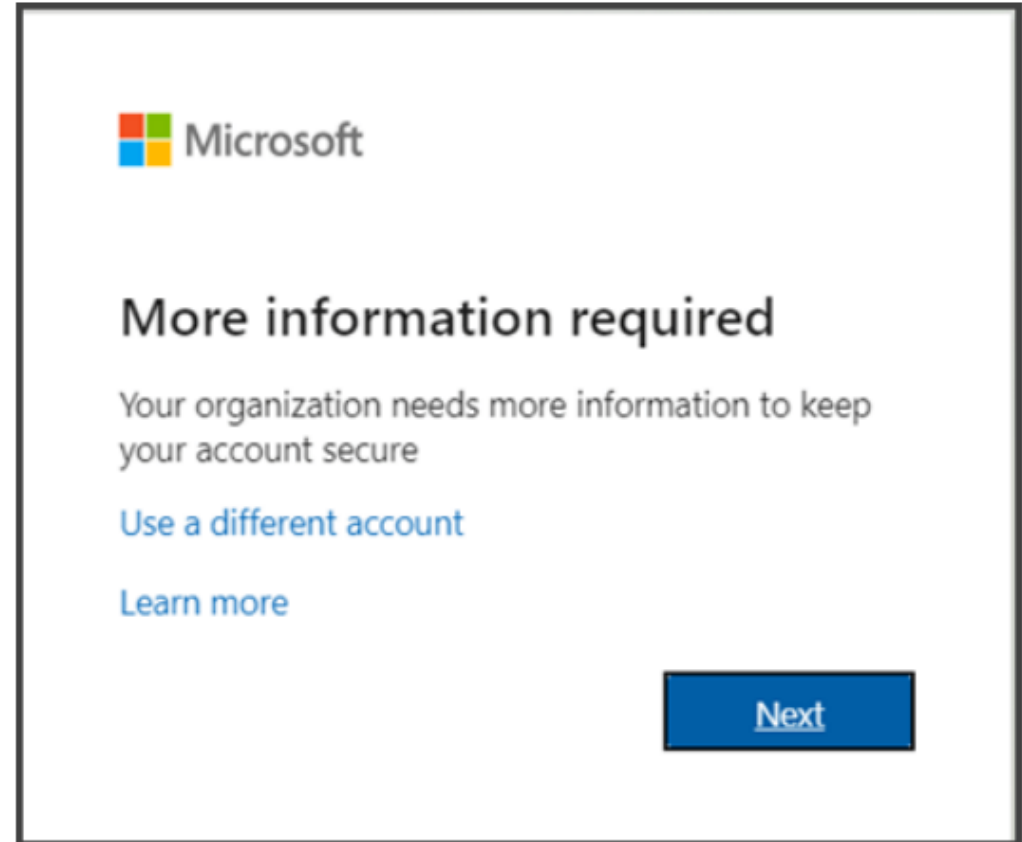 Microsoft
More information required
Your organization needs more information to keep
your account secure
Use a different account
Learn more
Next